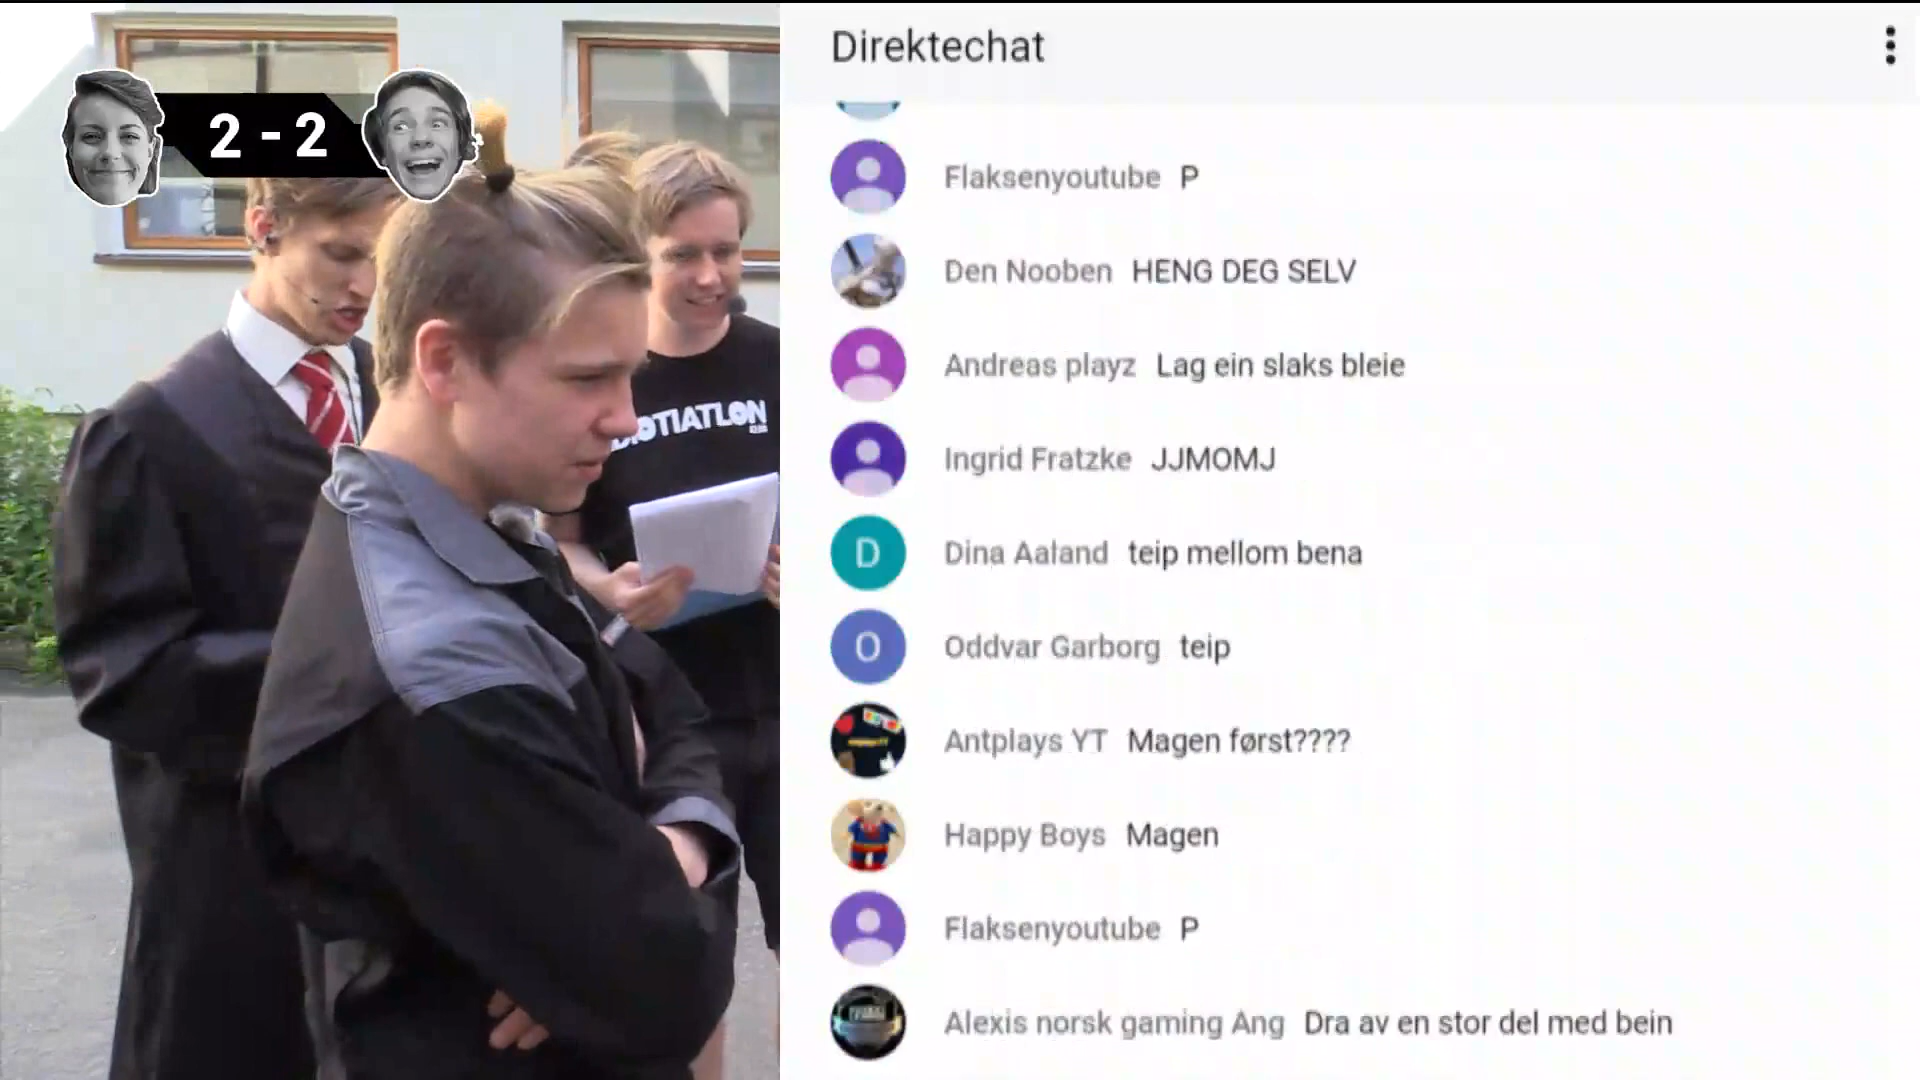 Direktechat
2 - 2
Flaksenyoutube P
Den Nooben HENG DEG SELV
Andreas playz Lag ein slaks bleie
IDIOTIATLON
Ingrid Fratzke JJMOMJ
Dina Aaland teip mellom bena
D
Oddvar Garborg teip
O
Antplays YT Magen først????
Happy Boys Magen
Flaksenyoutube P
Alexis norsk gaming Ang Dra av en stor del med bein